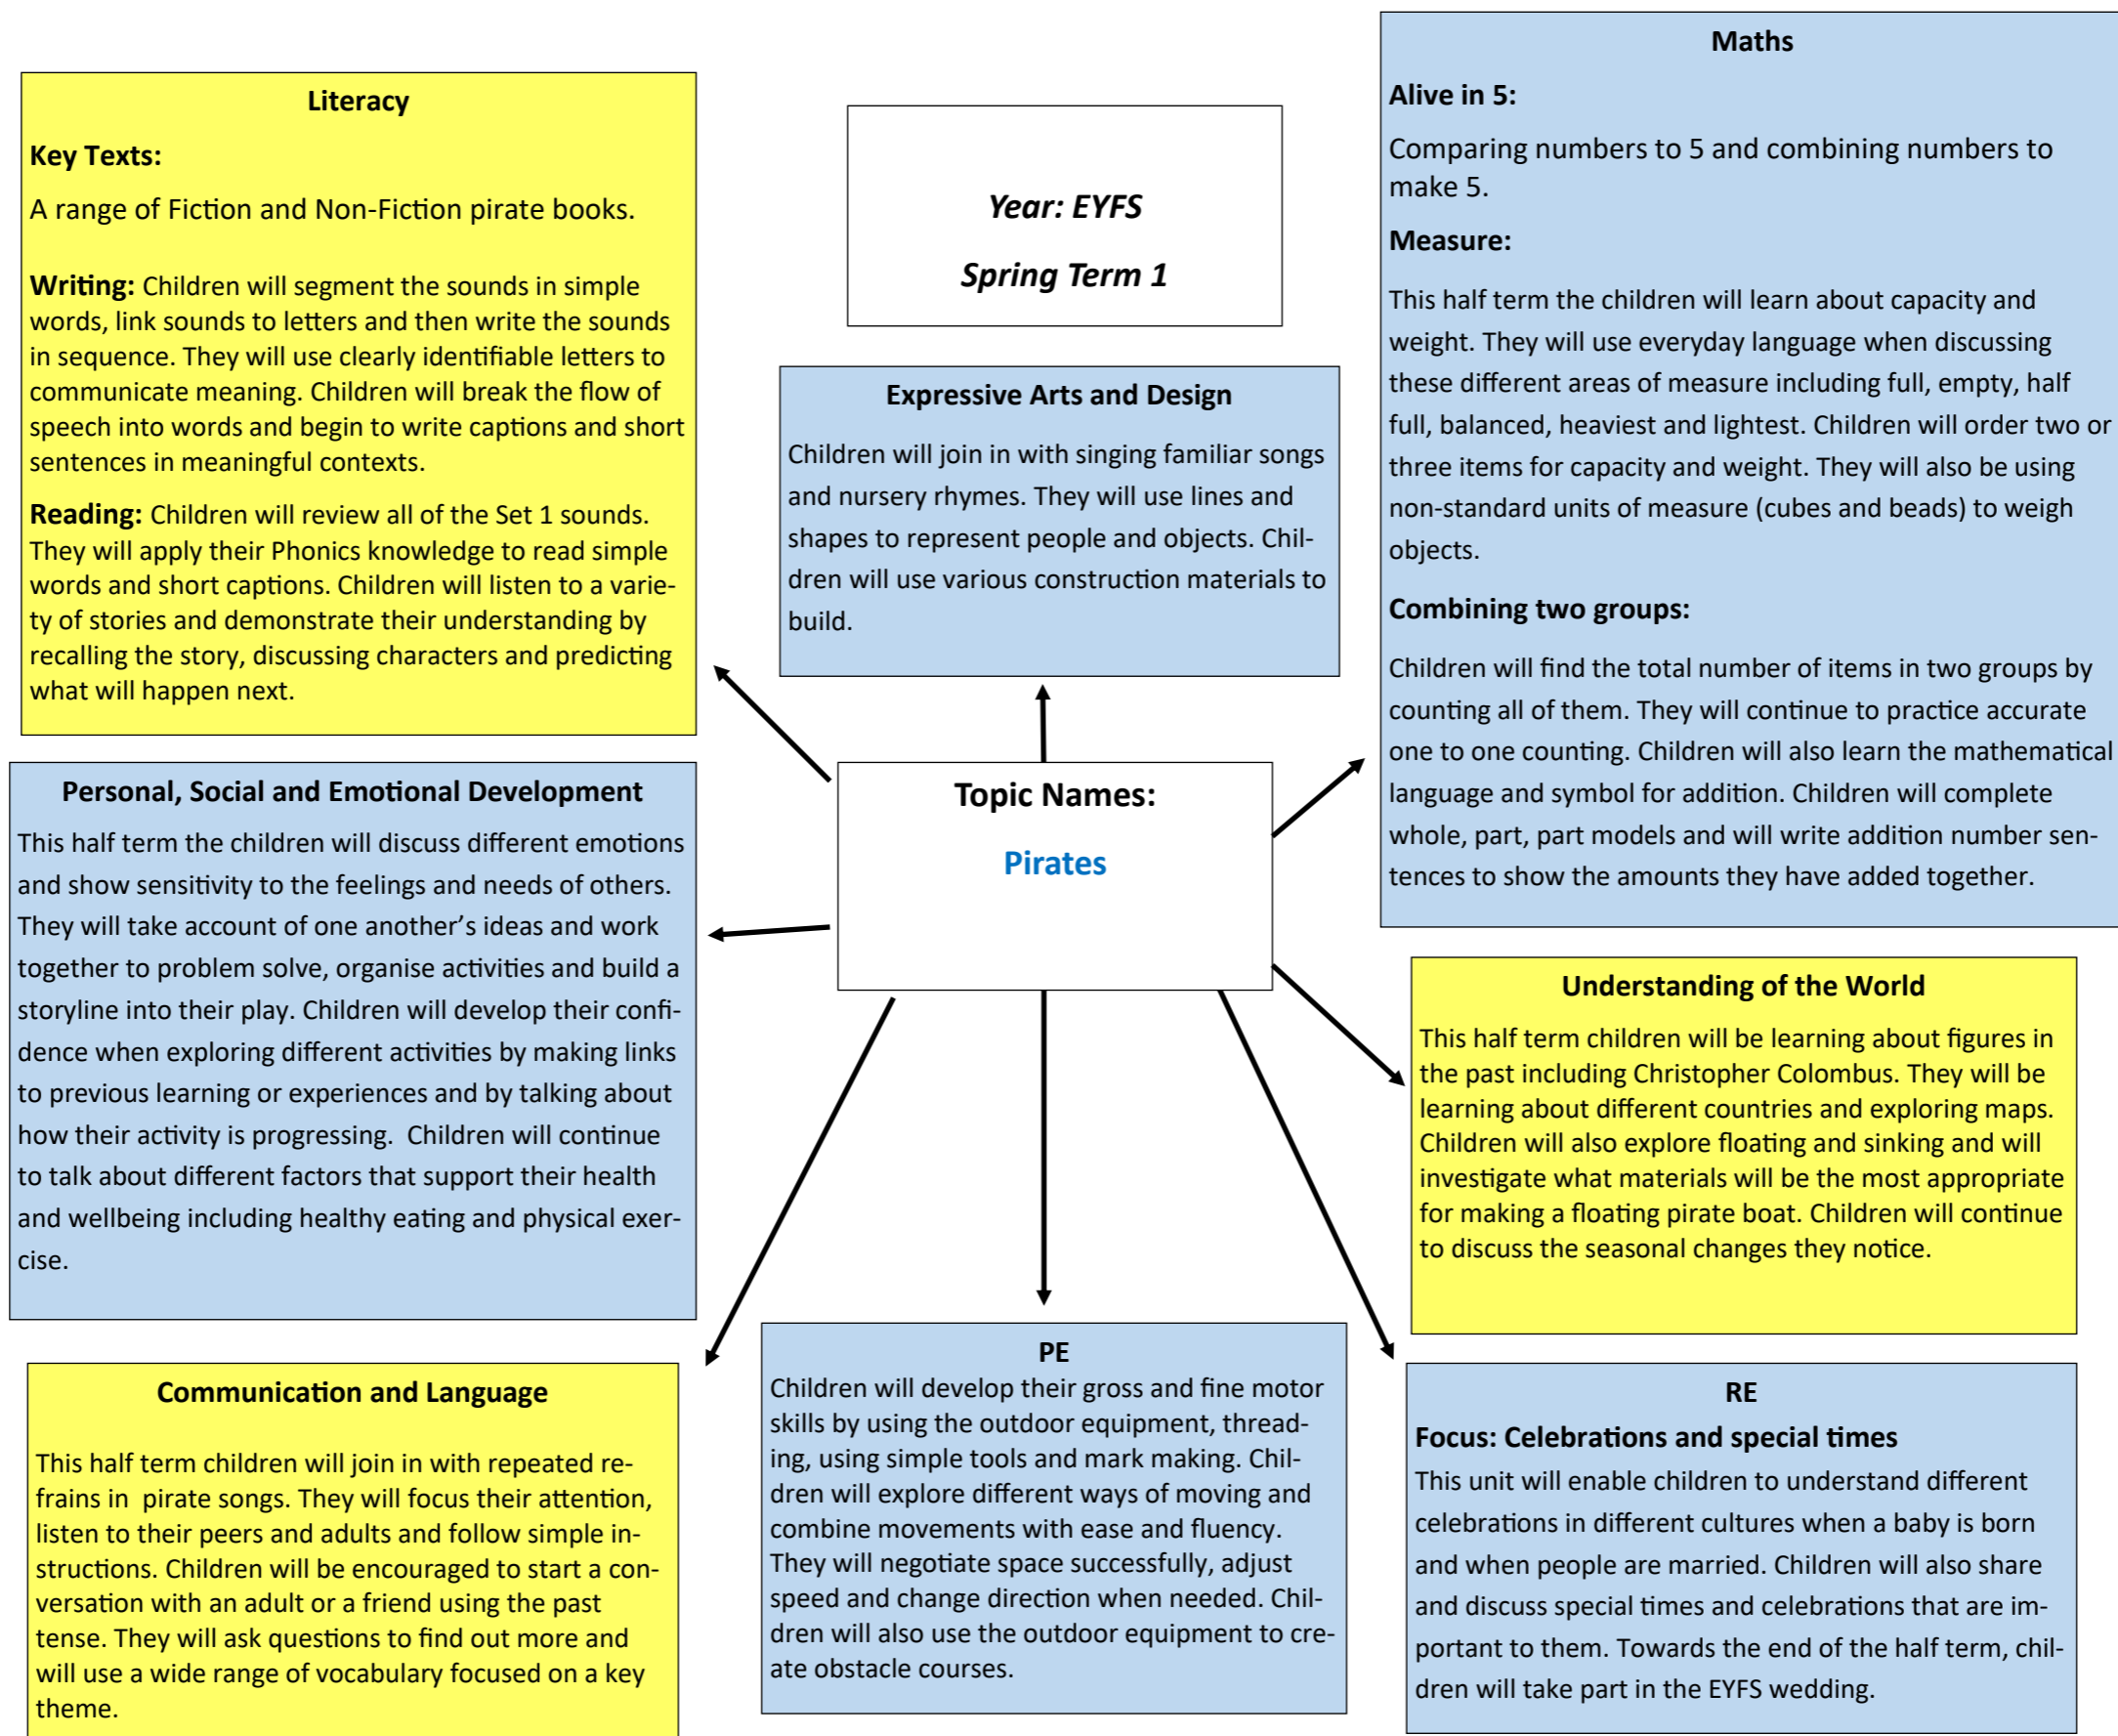 Literacy
Key Texts:
A range of Fiction and Non-Fiction pirate books.
Writing: Children will segment the sounds in simple
words, link sounds to letters and then write the sounds
in sequence. They will use clearly identifiable letters to
communicate meaning. Children will break the flow of
speech into words and begin to write captions and short
sentences in meaningful contexts.
Reading: Children will review all of the Set 1 sounds.
They will apply their Phonics knowledge to read simple
words and short captions. Children will listen to a varie-
ty of stories and demonstrate their understanding by
recalling the story, discussing characters and predicting
what will happen next.
Year: EYFS
Spring Term 1
Maths
Alive in 5:
Comparing numbers to 5 and combining numbers to
make 5.
Measure:
This half term the children will learn about capacity and
weight. They will use everyday language when discussing
these different areas of measure including full, empty, half
full, balanced, heaviest and lightest. Children will order two or
three items for capacity and weight. They will also be using
non-standard units of measure (cubes and beads) to weigh
objects.
Combining two groups:
Children will find the total number of items in two groups by
counting all of them. They will continue to practice accurate
one to one counting. Children will also learn the mathematical
language and symbol for addition. Children will complete
whole, part, part models and will write addition number sen-
tences to show the amounts they have added together.
Expressive Arts and Design
Children will join in with singing familiar songs
and nursery rhymes. They will use lines and
shapes to represent people and objects. Chil-
dren will use various construction materials to
build.
Topic Names:
Pirates
Personal, Social and Emotional Development
This half term the children will discuss different emotions
and show sensitivity to the feelings and needs of others.
They will take account of one another’s ideas and work
together to problem solve, organise activities and build a
storyline into their play. Children will develop their confi-
dence when exploring different activities by making links
to previous learning or experiences and by talking about
how their activity is progressing.  Children will continue
to talk about different factors that support their health
and wellbeing including healthy eating and physical exer-
cise.
Understanding of the World
This half term children will be learning about figures in
the past including Christopher Colombus. They will be
learning about different countries and exploring maps.
Children will also explore floating and sinking and will
investigate what materials will be the most appropriate
for making a floating pirate boat. Children will continue
to discuss the seasonal changes they notice.
Communication and Language
This half term children will join in with repeated re-
frains in  pirate songs. They will focus their attention,
listen to their peers and adults and follow simple in-
structions. Children will be encouraged to start a con-
versation with an adult or a friend using the past
tense. They will ask questions to find out more and
will use a wide range of vocabulary focused on a key
theme.
PE
Children will develop their gross and fine motor
skills by using the outdoor equipment, thread-
ing, using simple tools and mark making. Chil-
dren will explore different ways of moving and
combine movements with ease and fluency.
They will negotiate space successfully, adjust
speed and change direction when needed. Chil-
dren will also use the outdoor equipment to cre-
ate obstacle courses.
RE
Focus: Celebrations and special times
This unit will enable children to understand different
celebrations in different cultures when a baby is born
and when people are married. Children will also share
and discuss special times and celebrations that are im-
portant to them. Towards the end of the half term, chil-
dren will take part in the EYFS wedding.